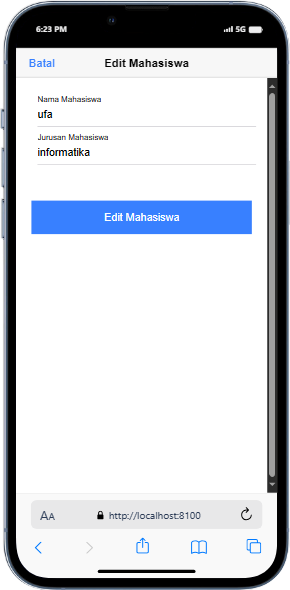 6:23 PM 5G
Batal Edit Mahasiswa
Nama Mahasiswa
ufa
Jurusan Mahasiswa
informatika
Edit Mahasiswa
AA http://localhost:8100